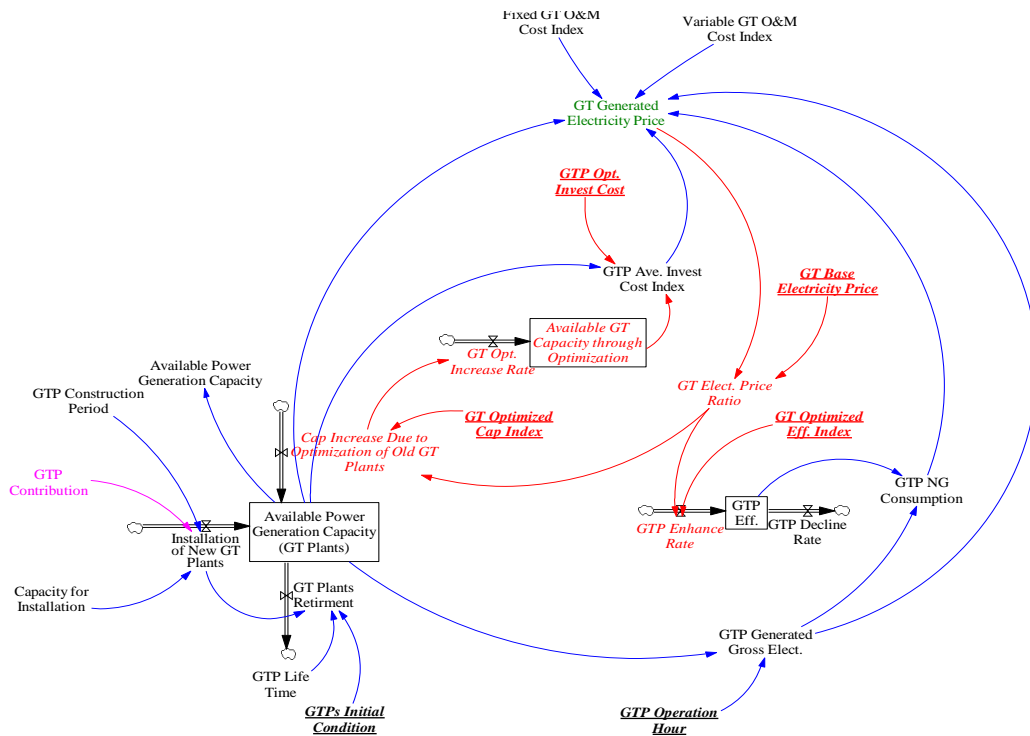 Fixed GT O&M
Cost Index
Variable GT O&M
Cost Index
GT Generated
Electricity Price
GTP Opt.
Invest Cost
GTP Ave. Invest
Cost Index
GT Base
Electricity Price
Available GT
Capacity through
Optimization
GT Opt.
Increase Rate
Available Power
Generation Capacity
GTP Construction
Period
GT Elect. Price
Ratio
GT Optimized
Cap Index
GT Optimized
Eff. Index
Cap Increase Due to
Optimization of Old GT
Plants
GTP
Contribution
GTP NG
Consumption
Available Power
Generation Capacity
(GT Plants)
GTP
Eff.
GTP Enhance
Rate
GTP Decline
Rate
Installation
of New GT
Plants
Capacity for
Installation
GT Plants
Retirment
GTP Generated
Gross Elect.
GTP Life
Time
GTPs Initial
Condition
GTP Operation
Hour